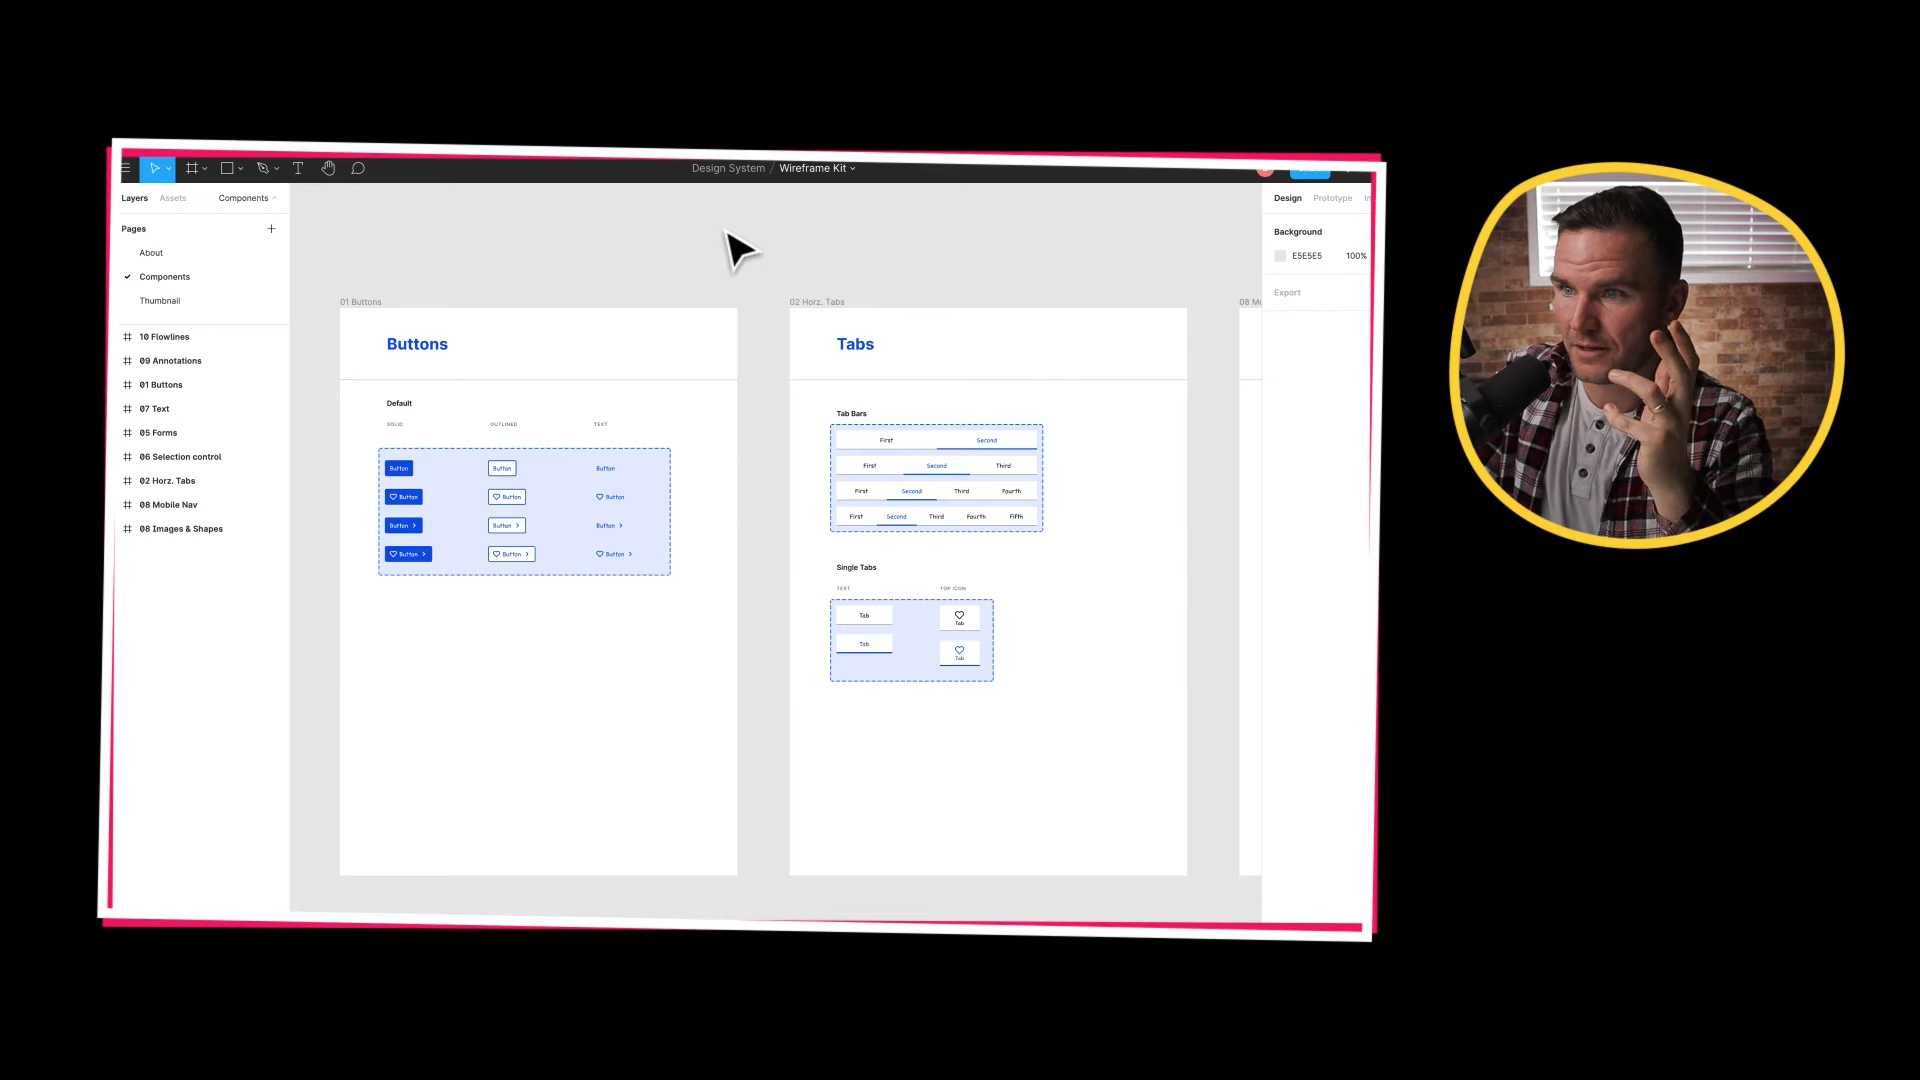 Design System / Wireframe Kit
Layers Assets Components
Pages
About
Components
Thumbnail
10 Flowlines
09 Annotations
01 Buttons
07 Text
05 Forms
06 Selection control
02 Horz. Tabs
08 Mobile Nav
08 Images & Shapes
01 Buttons
Buttons
Default
SOLID OUTLINED TEXT
Button Button Button
Button Button Button
Button Button Button
Button Button Button
02 Horz. Tabs
Tabs
Tab Bars
First Second
First Second Third
First Second Third Fourth
First Second Third Fourth Fifth
Single Tabs
TEXT TOP ICON
Tab
Tab
Tab
Tab
08
Design Prototype
Background
E5E5E5 100%
Export